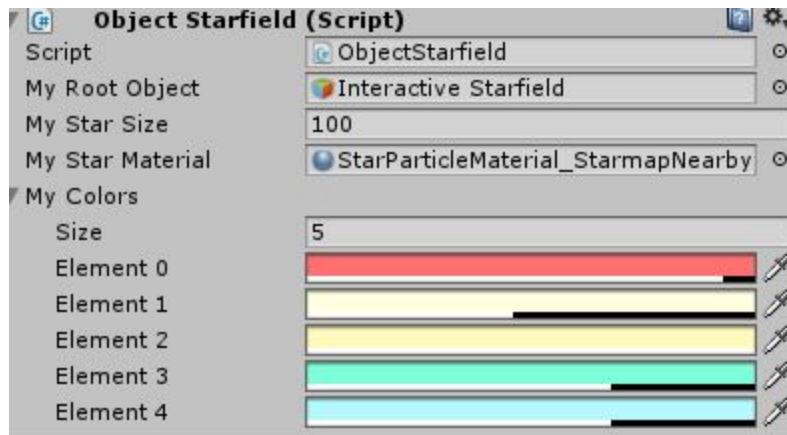 Object Starfield (Script)
Script ObjectStarfield
My Root Object Interactive Starfield
My Star Size 100
My Star Material StarParticleMaterial_StarmapNearby
My Colors
Size 5
Element 0
Element 1
Element 2
Element 3
Element 4